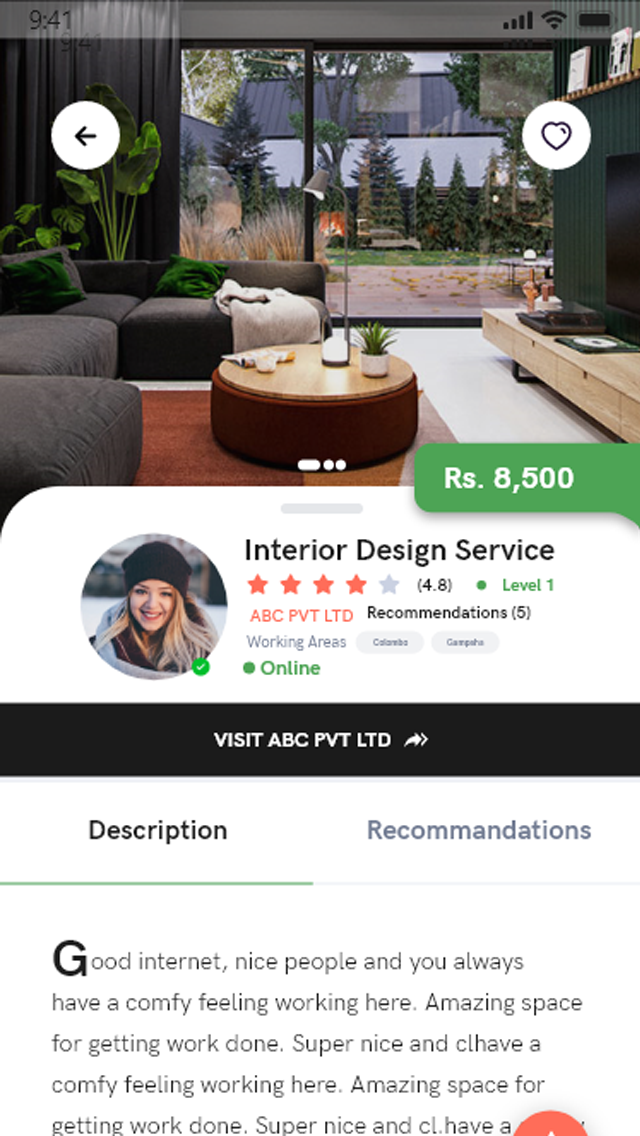 9:41
9:41
Rs. 8,500
Interior Design Service
(4.8) Level 1
ABC PVT LTD Recommendations (5)
Working Areas Colombo Gampaha
Online
VISIT ABC PVT LTD
Description Recommandations
Good internet, nice people and you always
have a comfy feeling working here. Amazing space
for getting work done. Super nice and clhave a
comfy feeling working here. Amazing space for
getting work done. Super nice and cl.have a